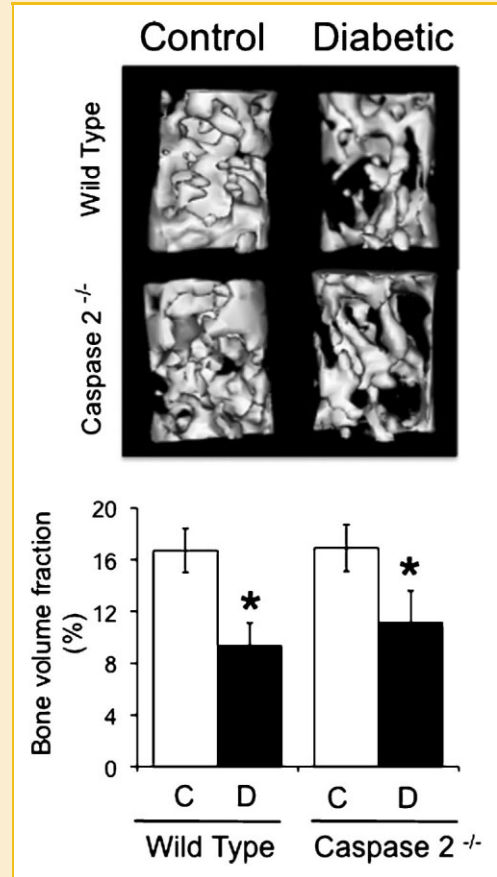 Control Diabetic
Wild Type
Caspase 2 -/-
Bone volume fraction
(%)
20
16
12
8
4
0
*
*
C D C D
Wild Type Caspase 2 -/-